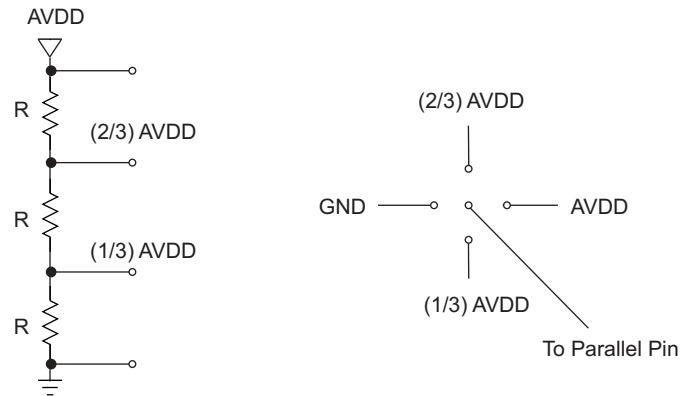 AVDD
R
(2/3) AVDD
R
(1/3) AVDD
R
(2/3) AVDD
GND
AVDD
(1/3) AVDD
To Parallel Pin